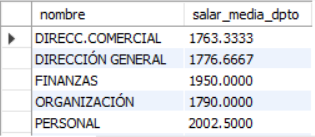 nombre salar_media_dpto
DIRECC.COMERCIAL 1763.3333
DIRECCIÓN GENERAL 1776.6667
FINANZAS 1950.0000
ORGANIZACIÓN 1790.0000
PERSONAL 2002.5000